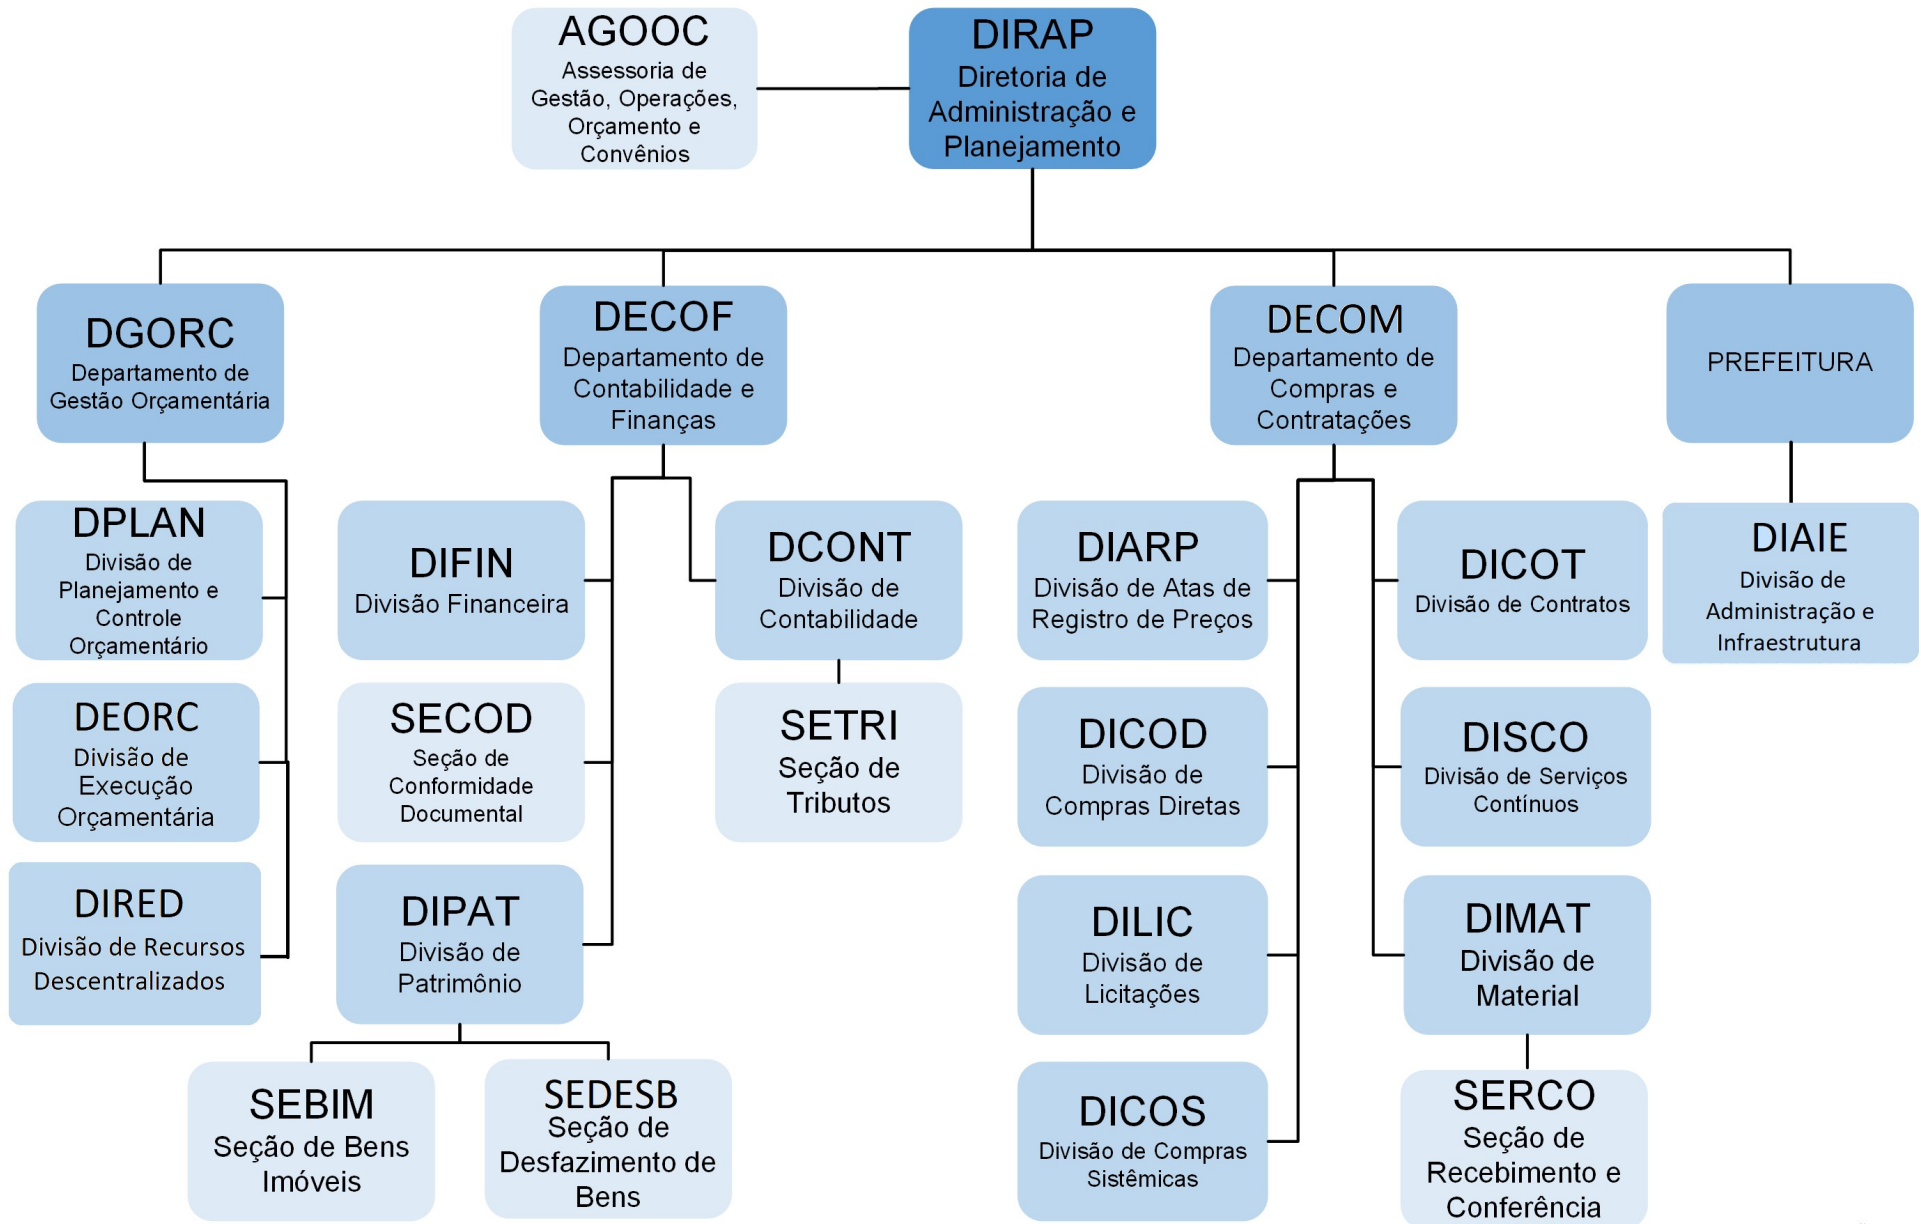 AGOOC
Assessoria de
Gestão, Operações,
Orçamento e
Convênios
DIRAP
Diretoria de
Administração e
Planejamento
DGORC
Departamento de
Gestão Orçamentária
DECOF
Departamento de
Contabilidade e
Finanças
DECOM
Departamento de
Compras e
Contratações
PREFEITURA
DPLAN
Divisão de
Planejamento e
Controle
Orçamentário
DEORC
Divisão de
Execução
Orçamentária
DIRED
Divisão de Recursos
Descentralizados
DIFIN
Divisão Financeira
SECOD
Seção de
Conformidade
Documental
DIPAT
Divisão de
Patrimônio
SEBIM
Seção de Bens
Imóveis
SEDESB
Seção de
Desfazimento de
Bens
DCONT
Divisão de
Contabilidade
SETRI
Seção de
Tributos
DIARP
Divisão de Atas de
Registro de Preços
DICOD
Divisão de
Compras Diretas
DILIC
Divisão de
Licitações
DICOS
Divisão de Compras
Sistêmicas
DICOT
Divisão de Contratos
DISCO
Divisão de Serviços
Contínuos
DIMAT
Divisão de
Material
SERCO
Seção de
Recebimento e
Conferência
DIAIE
Divisão de
Administração e
Infraestrutura